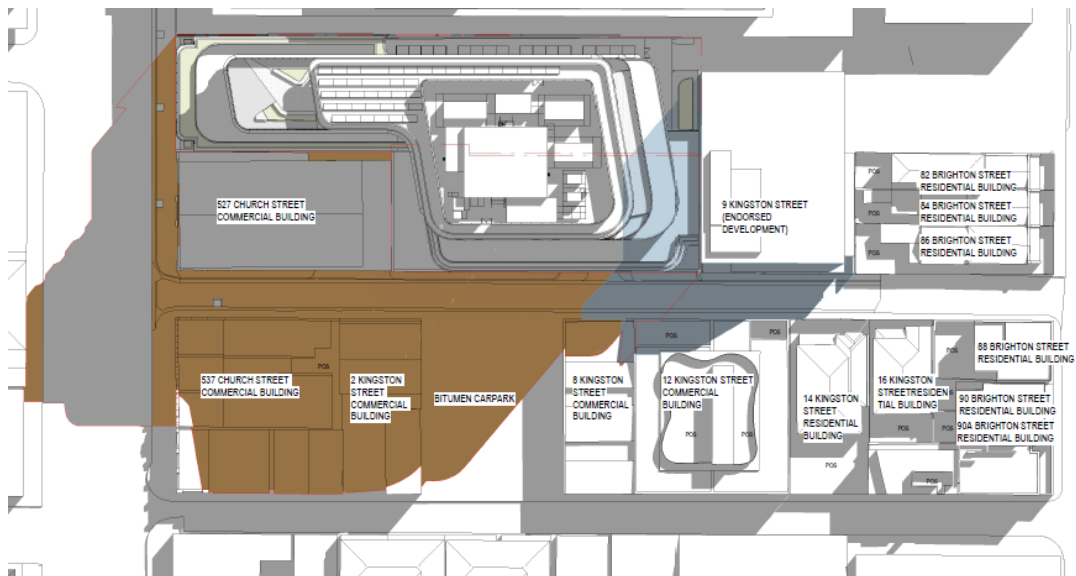 527 CHURCH STREET
COMMERCIAL BUILDING
9 KINGSTON STREET
(ENDORSED
DEVELOPMENT)
POS
82 BRIGHTON STREET
RESIDENTIAL BUILDING
POS
84 BRIGHTON STREET
RESIDENTIAL BUILDING
POS
86 BRIGHTON STREET
RESIDENTIAL BUILDING
537 CHURCH STREET
COMMERCIAL BUILDING
POS
2 KINGSTON
STREET
COMMERCIAL
BUILDING
BITUMEN CARPARK
8 KINGSTON
STREET
COMMERCIAL
BUILDING
POS
POS
12 KINGSTON STREET
COMMERCIAL
BUILDING
POS
POS
14 KINGSTON
STREET
RESIDENTIAL
BUILDING
POS
16 KINGSTON
STREETRESIDEN
TIAL BUILDING
POS
POS
POS
POS
88 BRIGHTON STREET
RESIDENTIAL BUILDING
90 BRIGHTON STREET
RESIDENTIAL BUILDING
90A BRIGHTON STREET
RESIDENTIAL BUILDING